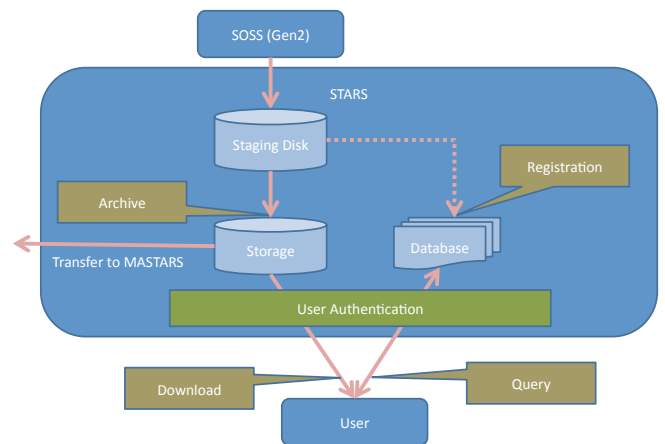 SOSS (Gen2)
STARS
Staging Disk
Registration
Archive
Storage
Database
Transfer to MASTARS
User Authentication
Download
Query
User